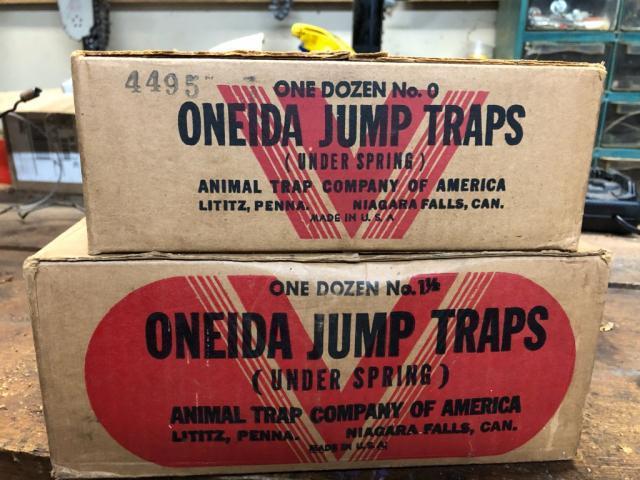 4495
ONE DOZEN No. 0
ONEIDA JUMP TRAPS
(UNDER SPRING)
ANIMAL TRAP COMPANY OF AMERICA
LITITZ, PENNA. NIAGARA FALLS, CAN.
MADE IN U. S. A
ONE DOZEN No. 1½
ONEIDA JUMP TRAPS
(UNDER SPRING)
ANIMAL TRAP COMPANY OF AMERICA
LITITZ, PENNA. NIAGARA FALLS, CAN.
MADE IN U.S.A.